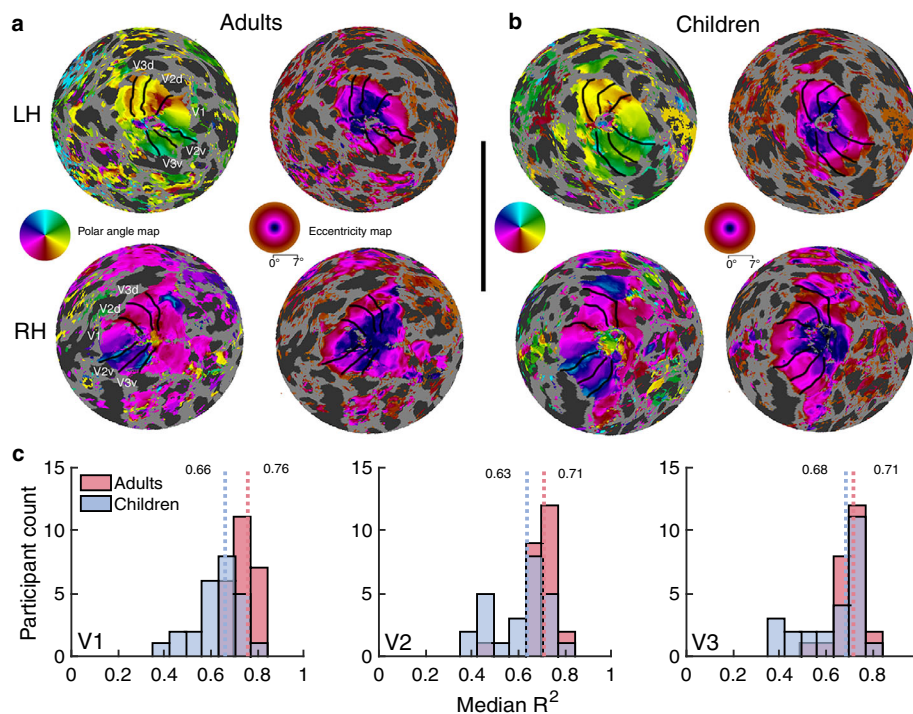 a Adults b Children
LH
V3d
V2d
V1
V2v
V3v
Polar angle map
Eccentricity map
0° 7°
0° 7°
RH
V3d
V2d
V1
V2v
V3v
c
15 0.66 0.76 15 0.63 0.71 15 0.68 0.71
Adults
Children
Participant count
10 10 10
5 5 5
0 V1 0 V2 0 V3
0 0.2 0.4 0.6 0.8 1 0 0.2 0.4 0.6 0.8 1 0 0.2 0.4 0.6 0.8
Median R²